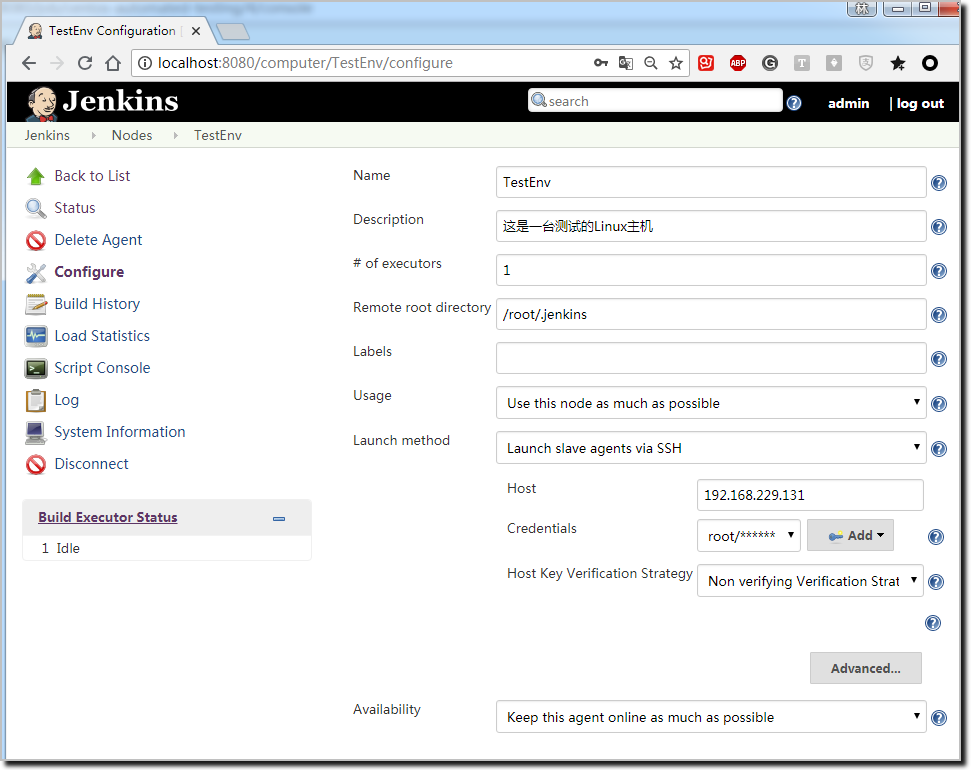 林
TestEnv Configuration
localhost:8080/computer/TestEnv/configure
97 ABP G T
Jenkins
search
admin | log out
Jenkins Nodes TestEnv
Back to List
Status
Delete Agent
Configure
Build History
Load Statistics
Script Console
Log
System Information
Disconnect
Build Executor Status
1 Idle
Name TestEnv
Description 这是一台测试的Linux主机
# of executors 1
Remote root directory /root/.jenkins
Labels
Usage Use this node as much as possible
Launch method Launch slave agents via SSH
Host 192.168.229.131
Credentials root/****** Add
Host Key Verification Strategy Non verifying Verification Strat
Advanced...
Availability Keep this agent online as much as possible